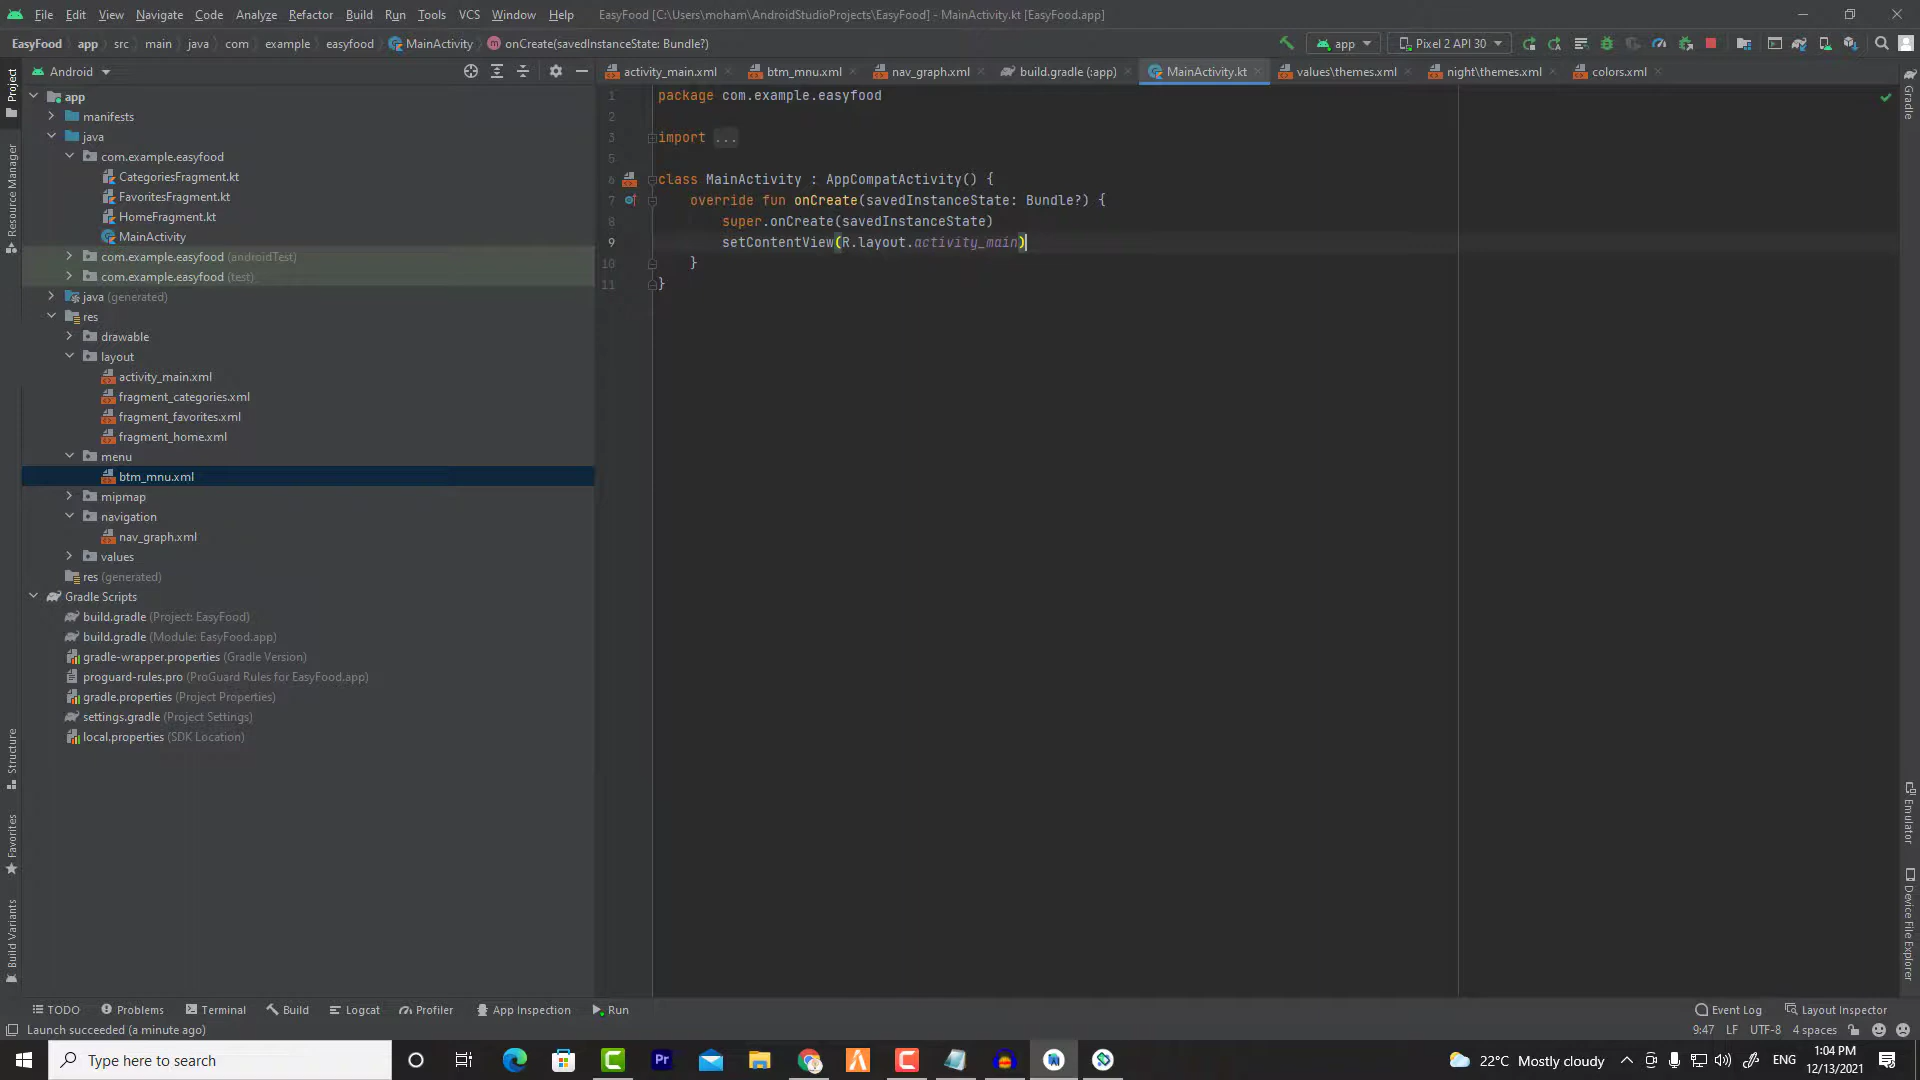 File Edit View Navigate Code Analyze Refactor Build Run Tools VCS Window Help EasyFood [C:\Users\moham\AndroidStudioProjects\EasyFood] - MainActivity.kt [EasyFood.app]
EasyFood app src main java com example easyfood MainActivity onCreate(savedInstanceState: Bundle?) app Pixel 2 API 30
Android
activity_main.xml btm_mnu.xml nav_graph.xml build.gradle (:app) MainActivity.kt values\themes.xml night\themes.xml colors.xml
Project
Resource Manager
Structure
Favorites
Build Variants
app
manifests
java
com.example.easyfood
CategoriesFragment.kt
FavoritesFragment.kt
HomeFragment.kt
MainActivity
com.example.easyfood (androidTest)
com.example.easyfood (test)
java (generated)
res
drawable
layout
activity_main.xml
fragment_categories.xml
fragment_favorites.xml
fragment_home.xml
menu
btm_mnu.xml
mipmap
navigation
nav_graph.xml
values
res (generated)
Gradle Scripts
build.gradle (Project: EasyFood)
build.gradle (Module: EasyFood.app)
gradle-wrapper.properties (Gradle Version)
proguard-rules.pro (ProGuard Rules for EasyFood.app)
gradle.properties (Project Properties)
settings.gradle (Project Settings)
local.properties (SDK Location)
1 package com.example.easyfood
2
3 import ...
5
6 class MainActivity : AppCompatActivity() {
7 override fun onCreate(savedInstanceState: Bundle?) {
8 super.onCreate(savedInstanceState)
9 setContentView(R.layout.activity_main)
10 }
11 }
Gradle
Emulator
Device File Explorer
TODO Problems Terminal Build Logcat Profiler App Inspection Run Event Log Layout Inspector
Launch succeeded (a minute ago) 9:47 LF UTF-8 4 spaces
Type here to search Pr 22°C Mostly cloudy ENG 1:04 PM
12/13/2021